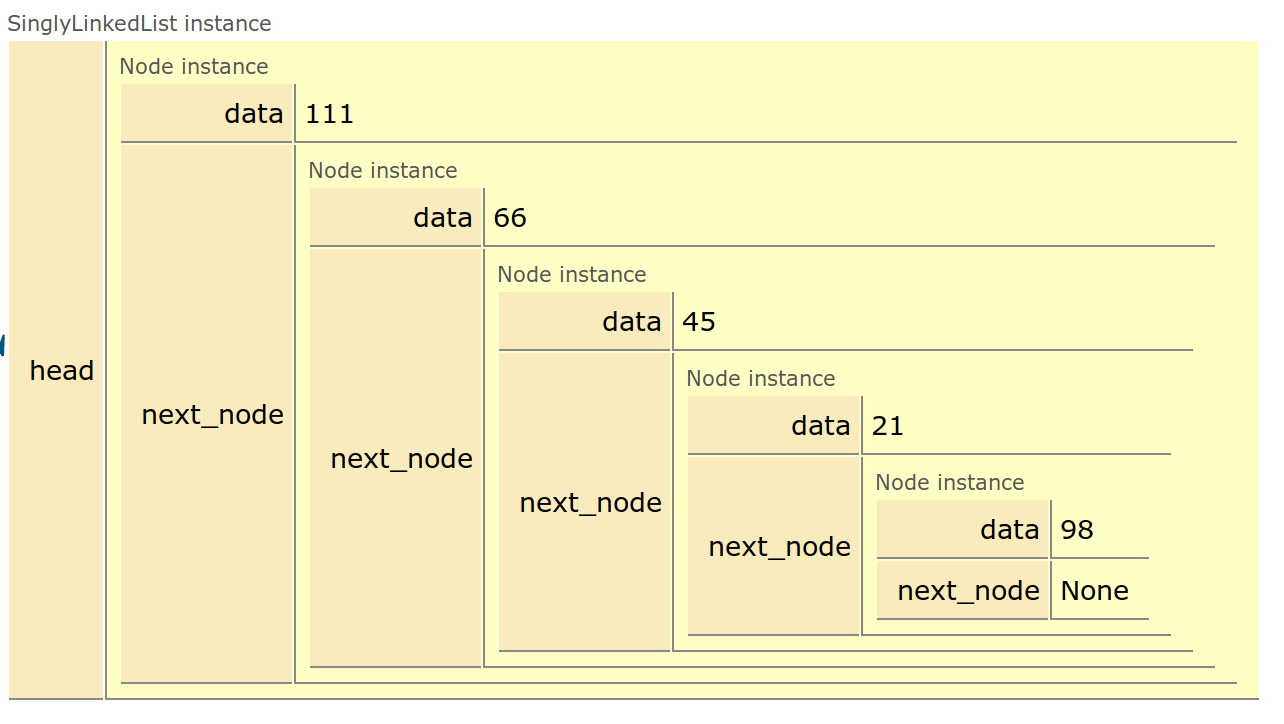 SinglyLinkedList instance
Node instance
data 111
Node instance
data 66
Node instance
data 45
head
Node instance
next_node
data 21
next_node
Node instance
next_node
data 98
next_node
next_node None